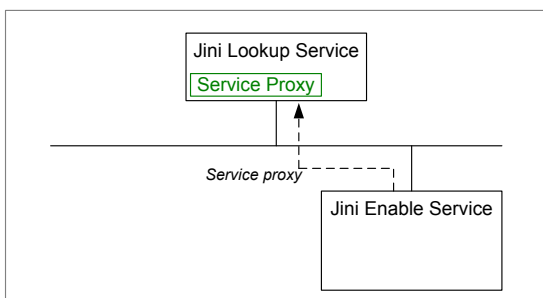 Jini Lookup Service
Service Proxy
Service proxy
Jini Enable Service